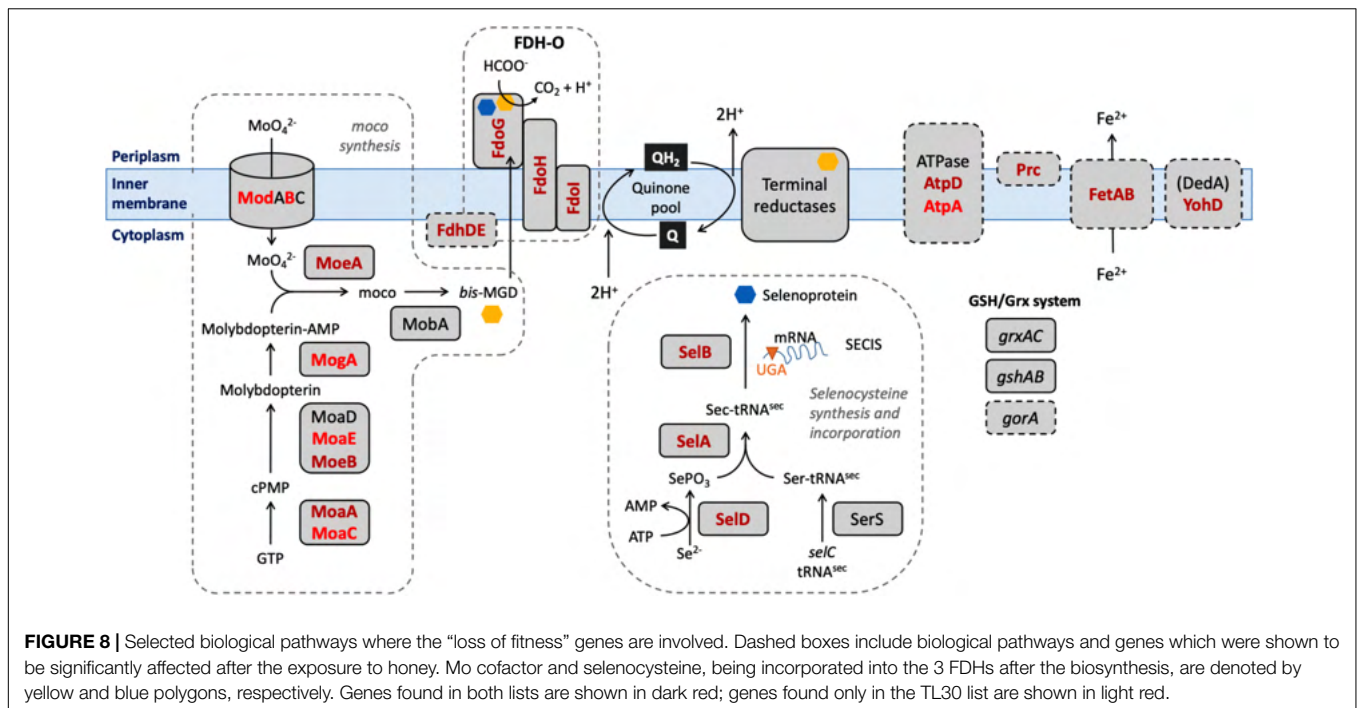 FDH-O
HCOO⁻
CO₂ + H⁺
MoO₄²⁻
moco
synthesis
Periplasm
Inner
membrane
Cytoplasm
ModABC
MoO₄²⁻
MoeA
moco
bis-MGD
MobA
Molybdopterin-AMP
MogA
Molybdopterin
MoaD
MoaE
MoeB
cPMP
MoaA
MoaC
GTP
FdoG
FdoH
FdoI
FdhDE
QH₂
Quinone
pool
Q
2H⁺
2H⁺
Terminal
reductases
ATPase
AtpD
AtpA
Prc
Fe²⁺
FetAB
Fe²⁺
(DedA)
YohD
Selenoprotein
SelB
mRNA
SECIS
UGA
Selenocysteine
synthesis and
incorporation
Sec-tRNAˢᵉᶜ
SelA
SePO₃
Ser-tRNAˢᵉᶜ
AMP
ATP
SelD
SerS
Se²⁻
selC
tRNAˢᵉᶜ
GSH/Grx system
grxAC
gshAB
gorA
FIGURE 8 | Selected biological pathways where the “loss of fitness” genes are involved. Dashed boxes include biological pathways and genes which were shown to
be significantly affected after the exposure to honey. Mo cofactor and selenocysteine, being incorporated into the 3 FDHs after the biosynthesis, are denoted by
yellow and blue polygons, respectively. Genes found in both lists are shown in dark red; genes found only in the TL30 list are shown in light red.